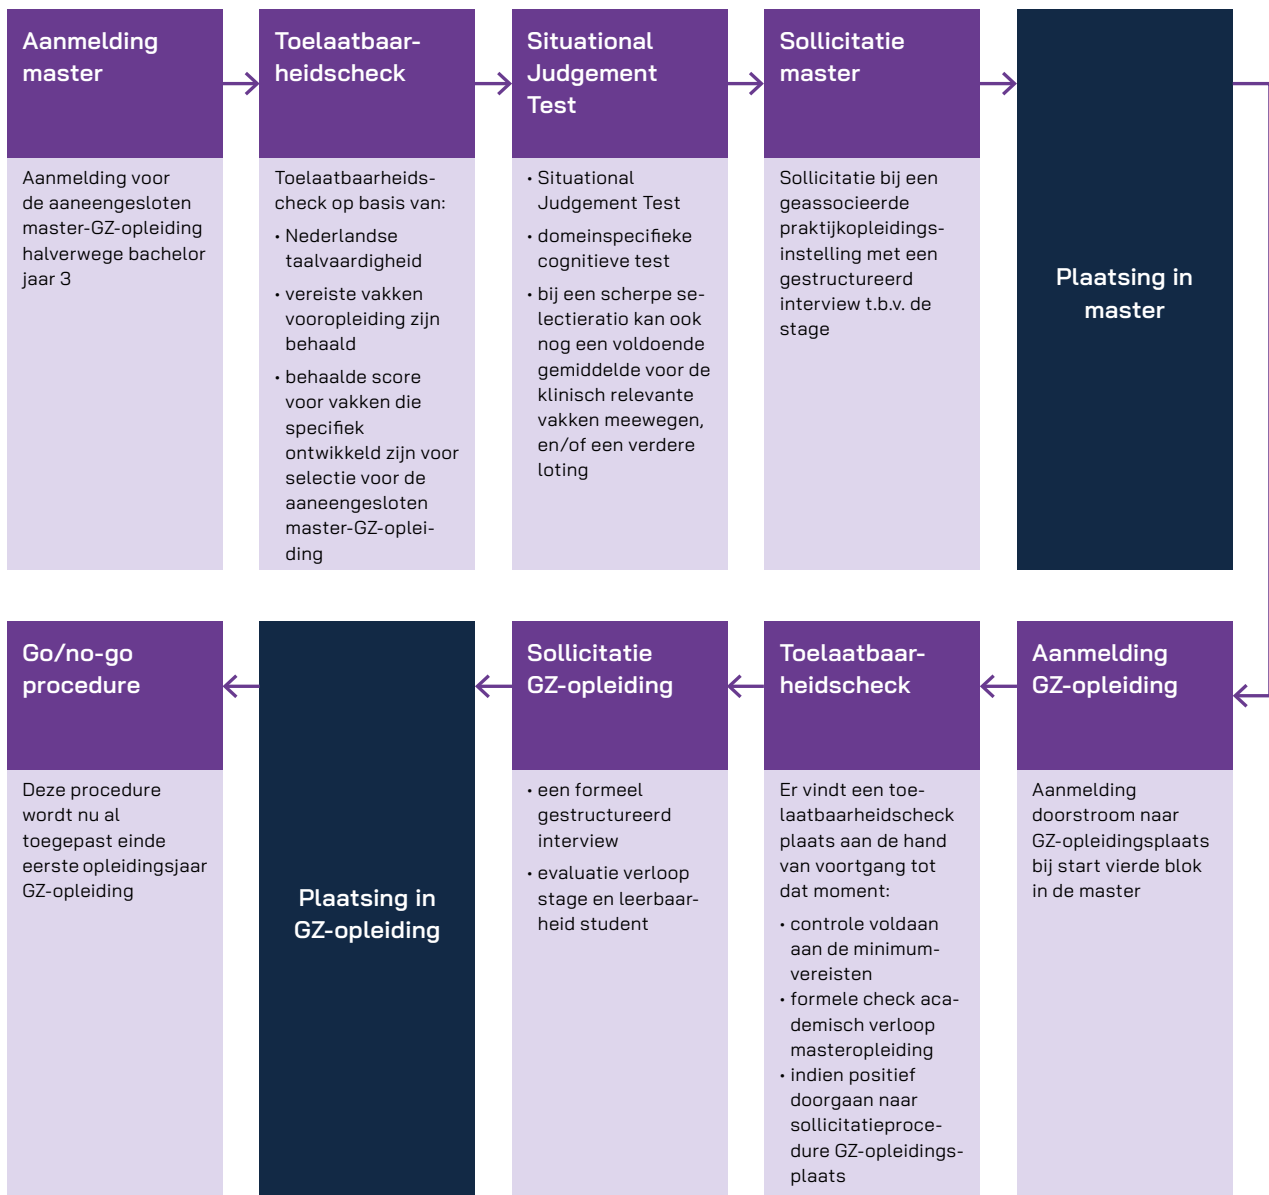 Aanmelding
master
Aanmelding voor
de aaneengesloten
master-GZ-opleiding
halverwege bachelor
jaar 3
Toelaatbaar-
heidscheck
Toelaatbaarheids-
check op basis van:
• Nederlandse
taalvaardigheid
• vereiste vakken
vooropleiding zijn
behaald
• behaalde score
voor vakken die
specifiek
ontwikkeld zijn voor
selectie voor de
aaneengesloten
master-GZ-oplei-
ding
Situational
Judgement
Test
• Situational
Judgement Test
• domeinspecifieke
cognitieve test
• bij een scherpe se-
lectieratio kan ook
nog een voldoende
gemiddelde voor de
klinisch relevante
vakken meewegen,
en/of een verdere
loting
Sollicitatie
master
Sollicitatie bij een
geassocieerde
praktijkopleidings-
instelling met een
gestructureerd
interview t.b.v. de
stage
Plaatsing in
master
Aanmelding
GZ-opleiding
Aanmelding
doorstroom naar
GZ-opleidingsplaats
bij start vierde blok
in de master
Toelaatbaar-
heidscheck
Er vindt een toe-
laatbaarheidscheck
plaats aan de hand
van voortgang tot
dat moment:
• controle voldaan
aan de minimum-
vereisten
• formele check aca-
demisch verloop
masteropleiding
• indien positief
doorgaan naar
sollicitatieproce-
dure GZ-opleidings-
plaats
Sollicitatie
GZ-opleiding
• een formeel
gestructureerd
interview
• evaluatie verloop
stage en leerbaar-
heid student
Plaatsing in
GZ-opleiding
Go/no-go
procedure
Deze procedure
wordt nu al
toegepast einde
eerste opleidingsjaar
GZ-opleiding